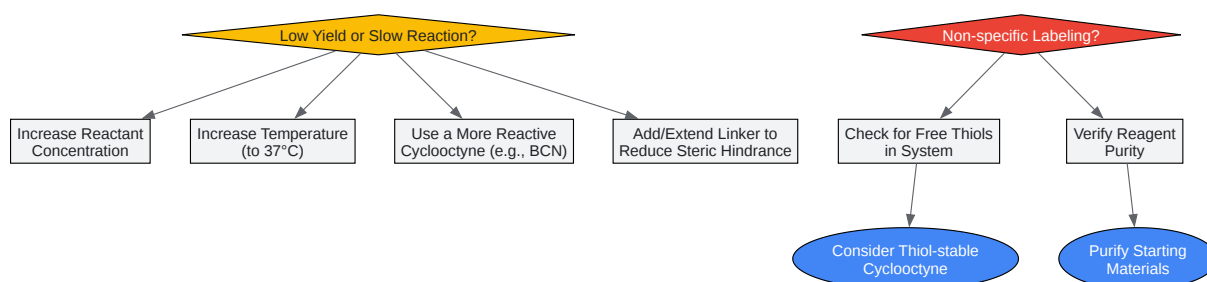 Low Yield or Slow Reaction?
Non-specific Labeling?
Increase Reactant
Concentration
Increase Temperature
(to 37°C)
Use a More Reactive
Cyclooctyne (e.g., BCN)
Add/Extend Linker to
Reduce Steric Hindrance
Check for Free Thiols
in System
Verify Reagent
Purity
Consider Thiol-stable
Cyclooctyne
Purify Starting
Materials